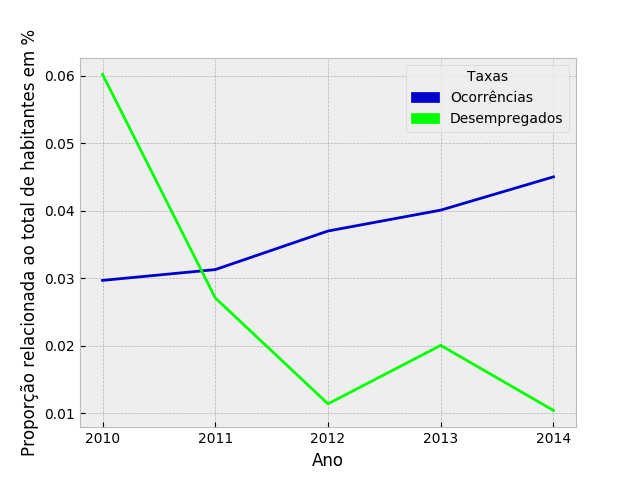 Proporção relacionada ao total de habitantes em %
0.06
0.05
0.04
0.03
0.02
0.01
Taxas
Ocorrências
Desempregados
2010 2011 2012 2013 2014
Ano